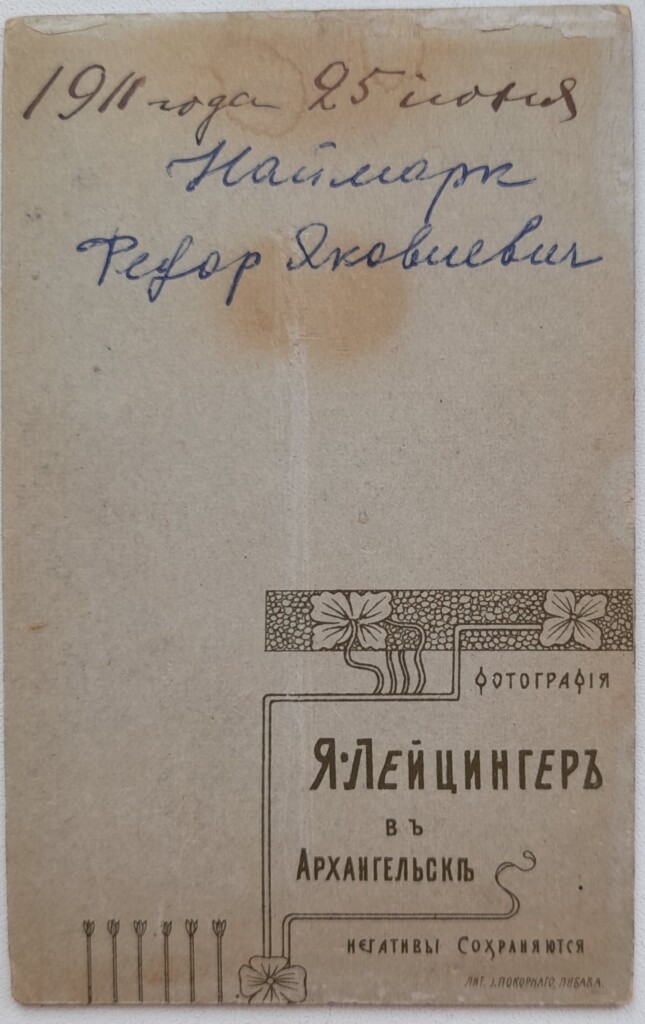 1911 года 25 июня
Наймарк
Федор Яковлевич
ФОТОГРАФІЯ
Я. ЛЕЙЦИНГЕРЪ
ВЪ
АРХАНГЕЛЬСКѢ
НЕГАТИВЫ СОХРАНЯЮТСЯ
ЛИТ. І. ПОКОРНАГО, ЛИБАВА.